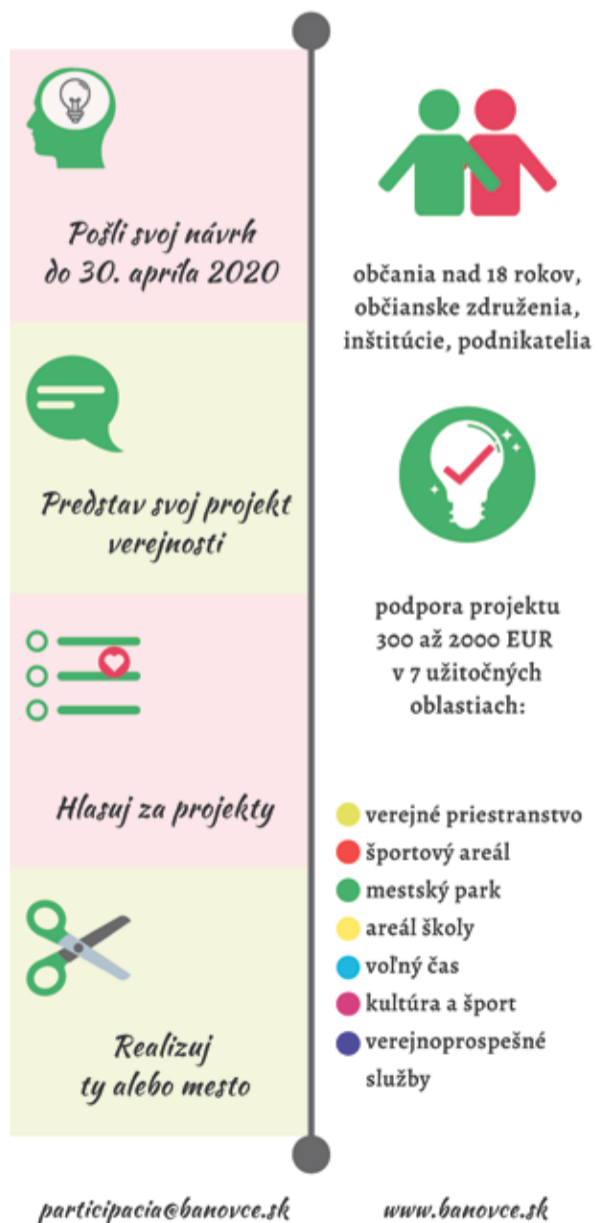 Pošli svoj návrh
do 30. apríla 2020
Predstav svoj projekt
verejnosti
Hlasuj za projekty
Realizuj
ty alebo mesto
občania nad 18 rokov,
občianske združenia,
inštitúcie, podnikatelia
podpora projektu
300 až 2000 EUR
v 7 užitočných
oblastiach:
verejné priestranstvo
športový areál
mestský park
areál školy
voľný čas
kultúra a šport
verejnoprospešné
služby
participacia@banovce.sk
www.banovce.sk